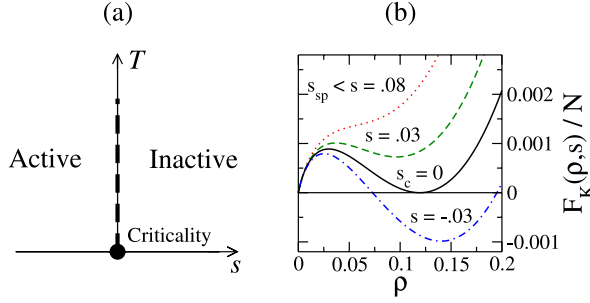 (a)
T
Active
Inactive
Criticality
s
(b)
s_sp < s = .08
s = .03
s_c = 0
s = -.03
0.002
0.001
0
-0.001
F_K(ρ,s) / N
0 0.05 0.1 0.15 0.2
ρ